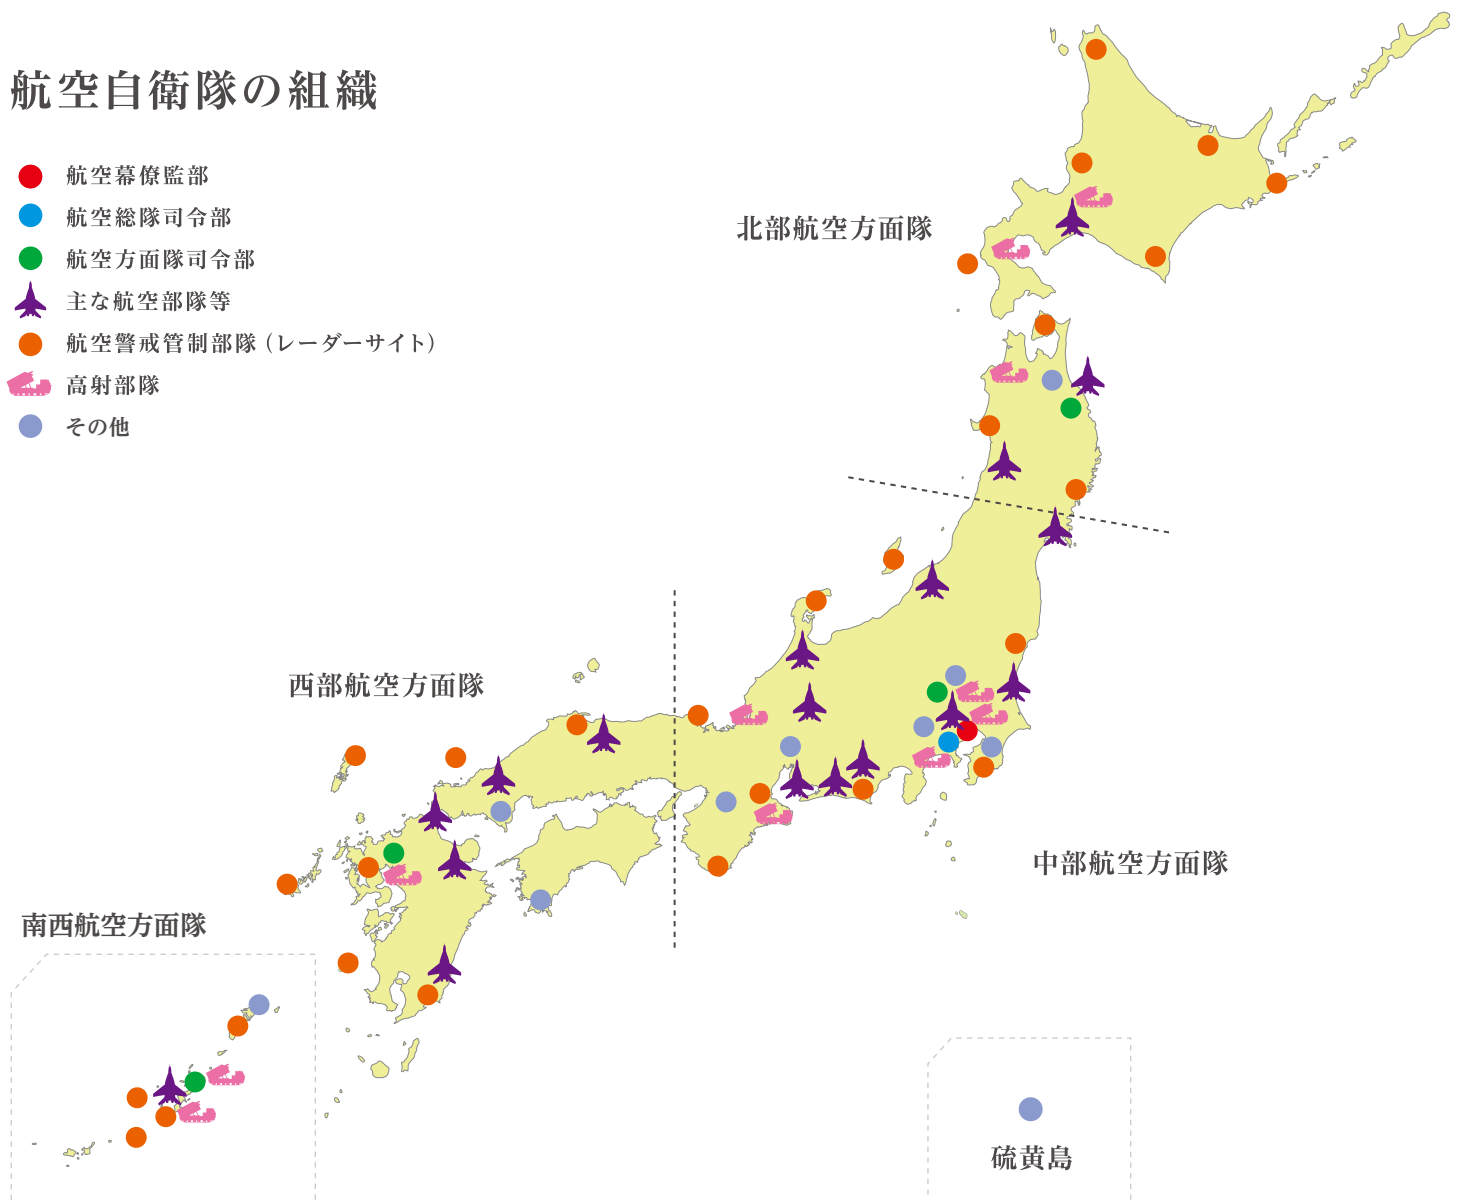 航空自衛隊の組織
航空幕僚監部
航空総隊司令部
航空方面隊司令部
主な航空部隊等
航空警戒管制部隊（レーダーサイト）
高射部隊
その他
北部航空方面隊
西部航空方面隊
中部航空方面隊
南西航空方面隊
硫黄島